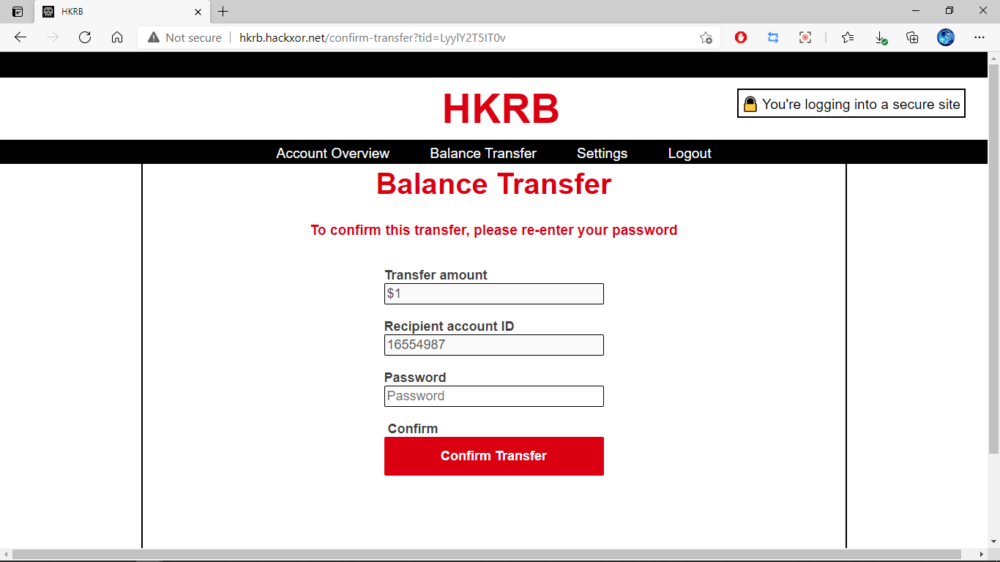 HKRB
Not secure
hkrb.hackxor.net/confirm-transfer?tid=LyylY2T5IT0v
HKRB
You're logging into a secure site
Account Overview Balance Transfer Settings Logout
Balance Transfer
To confirm this transfer, please re-enter your password
Transfer amount
$1
Recipient account ID
16554987
Password
Password
Confirm
Confirm Transfer